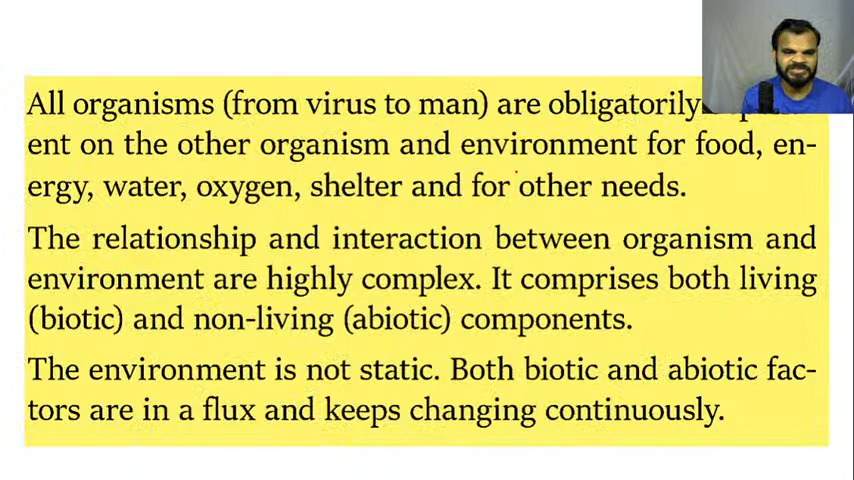 All organisms (from virus to man) are obligatorily
ent on the other organism and environment for food, en-
ergy, water, oxygen, shelter and for other needs.
The relationship and interaction between organism and
environment are highly complex. It comprises both living
(biotic) and non-living (abiotic) components.
The environment is not static. Both biotic and abiotic fac-
tors are in a flux and keeps changing continuously.